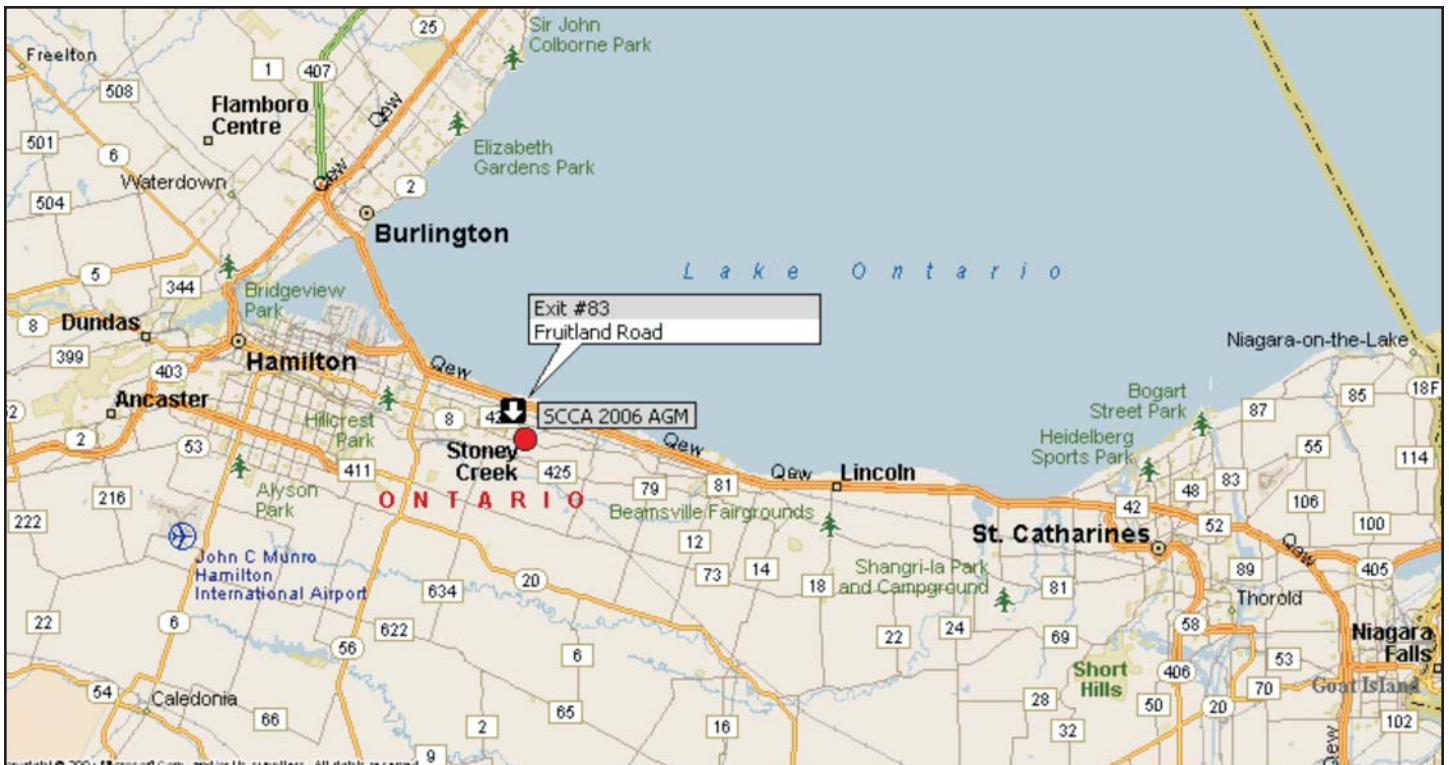 Sir John
Colborne Park
25
Freelton
1
407
508
Flamboro
Centre
Qew
Elizabeth
Gardens Park
501
6
Waterdown
Qew
2
504
Burlington
Lake Ontario
5
344
Bridgeview
Park
Exit #83
Fruitland Road
8
Dundas
399
Hamilton
Qew
Niagara-on-the-Lake
403
Ancaster
Hillcrest
Park
8
SCCA 2006 AGM
Bogart
Street Park
85
18F
87
2
53
Stoney
Creek
Qew
Heidelberg
Sports Park
55
411
425
79
81
Qew
Lincoln
114
216
Alyson
Park
ONTARIO
Beamsville Fairgrounds
42
48
83
106
222
52
100
John C Munro
Hamilton
International Airport
12
St. Catharines
Qew
20
73
14
18
Shangri-la Park
and Campground
81
89
405
634
Thorold
22
6
622
56
6
22
24
69
58
Niagara
Falls
Short
Hills
406
53
54
Caledonia
28
50
20
70
Goat Island
66
2
65
16
32
Qew
102
9